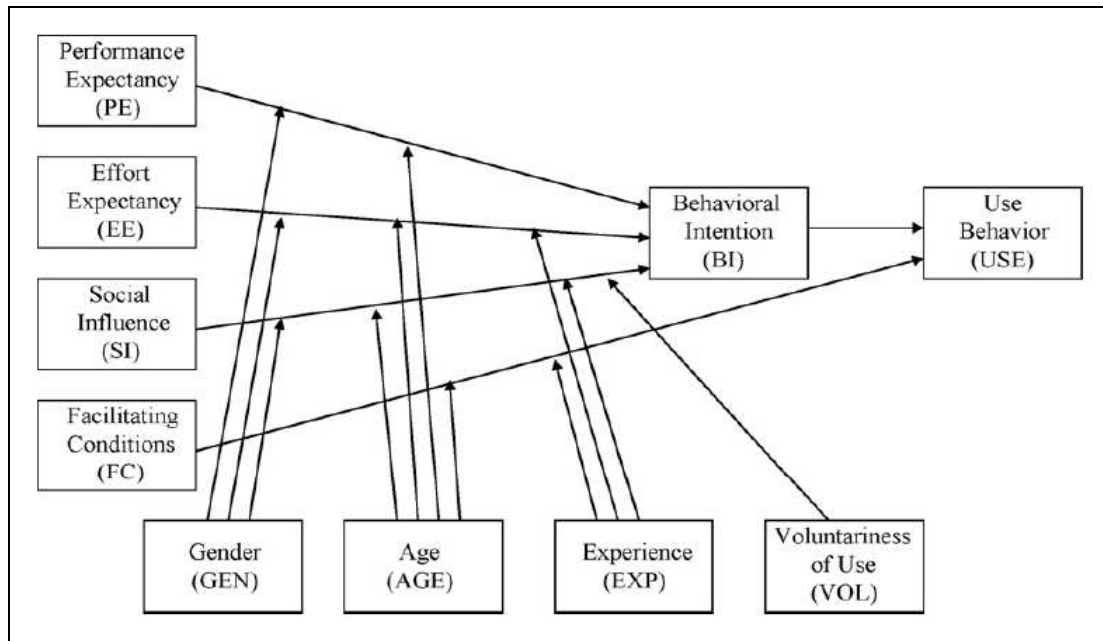 Performance
Expectancy
(PE)
Effort
Expectancy
(EE)
Social
Influence
(SI)
Facilitating
Conditions
(FC)
Behavioral
Intention
(BI)
Use
Behavior
(USE)
Gender
(GEN)
Age
(AGE)
Experience
(EXP)
Voluntariness
of Use
(VOL)